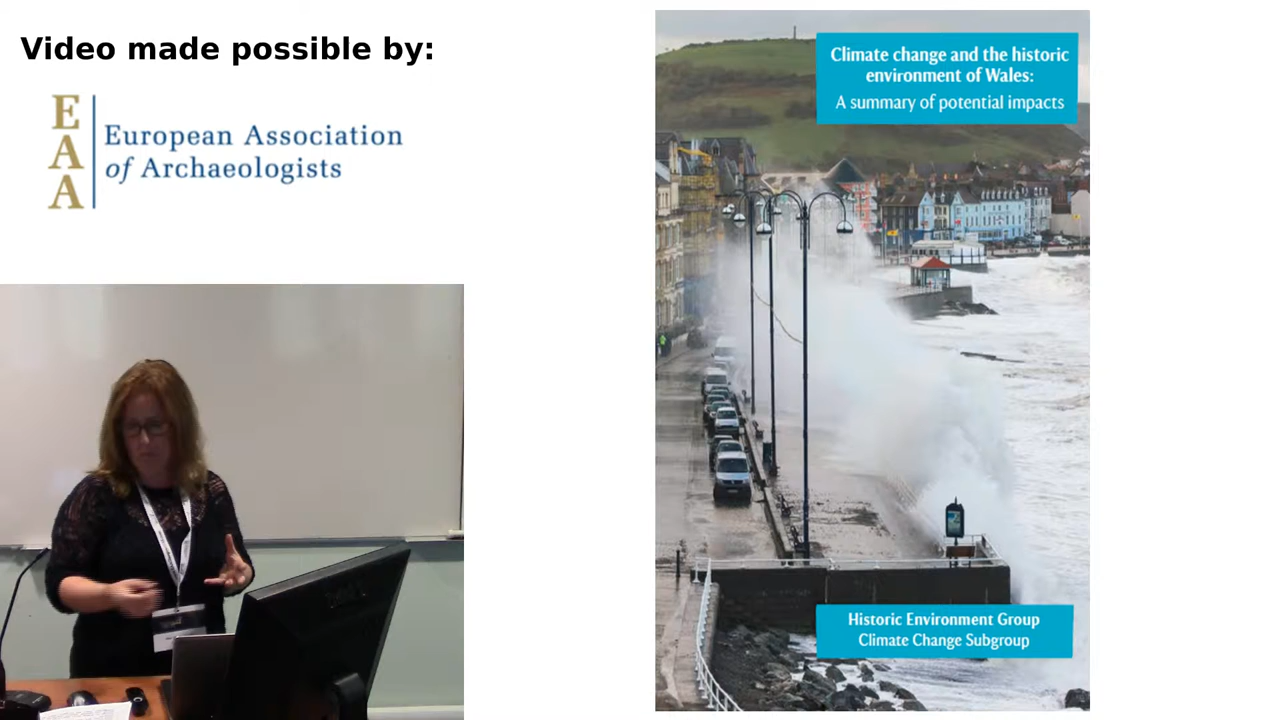 Video made possible by:
E
A
A
European Association
of Archaeologists
Climate change and the historic
environment of Wales:
A summary of potential impacts
Historic Environment Group
Climate Change Subgroup